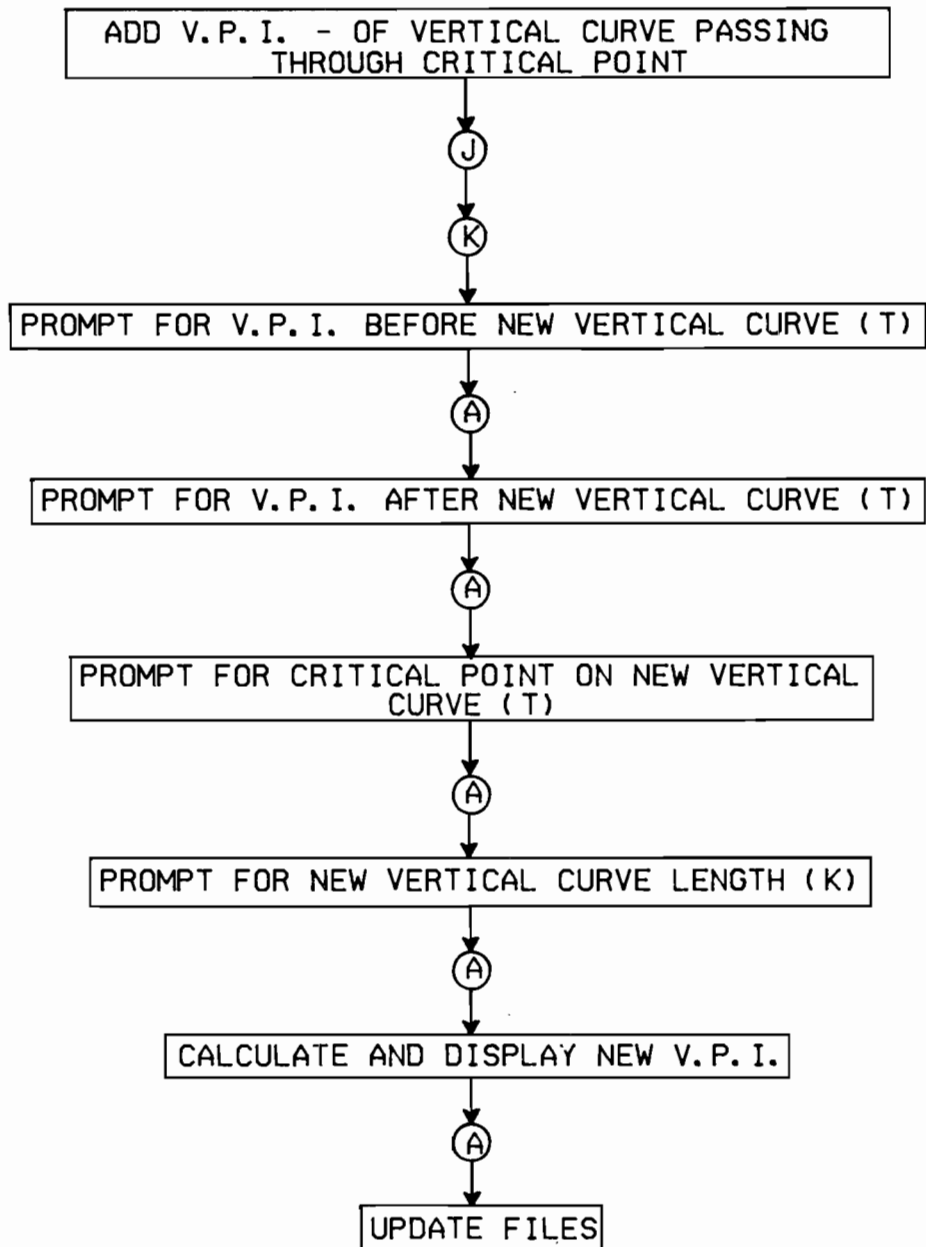 ADD V.P.I. - OF VERTICAL CURVE PASSING
THROUGH CRITICAL POINT
J
K
PROMPT FOR V.P.I. BEFORE NEW VERTICAL CURVE (T)
A
PROMPT FOR V.P.I. AFTER NEW VERTICAL CURVE (T)
A
PROMPT FOR CRITICAL POINT ON NEW VERTICAL
CURVE (T)
A
PROMPT FOR NEW VERTICAL CURVE LENGTH (K)
A
CALCULATE AND DISPLAY NEW V.P.I.
A
UPDATE FILES